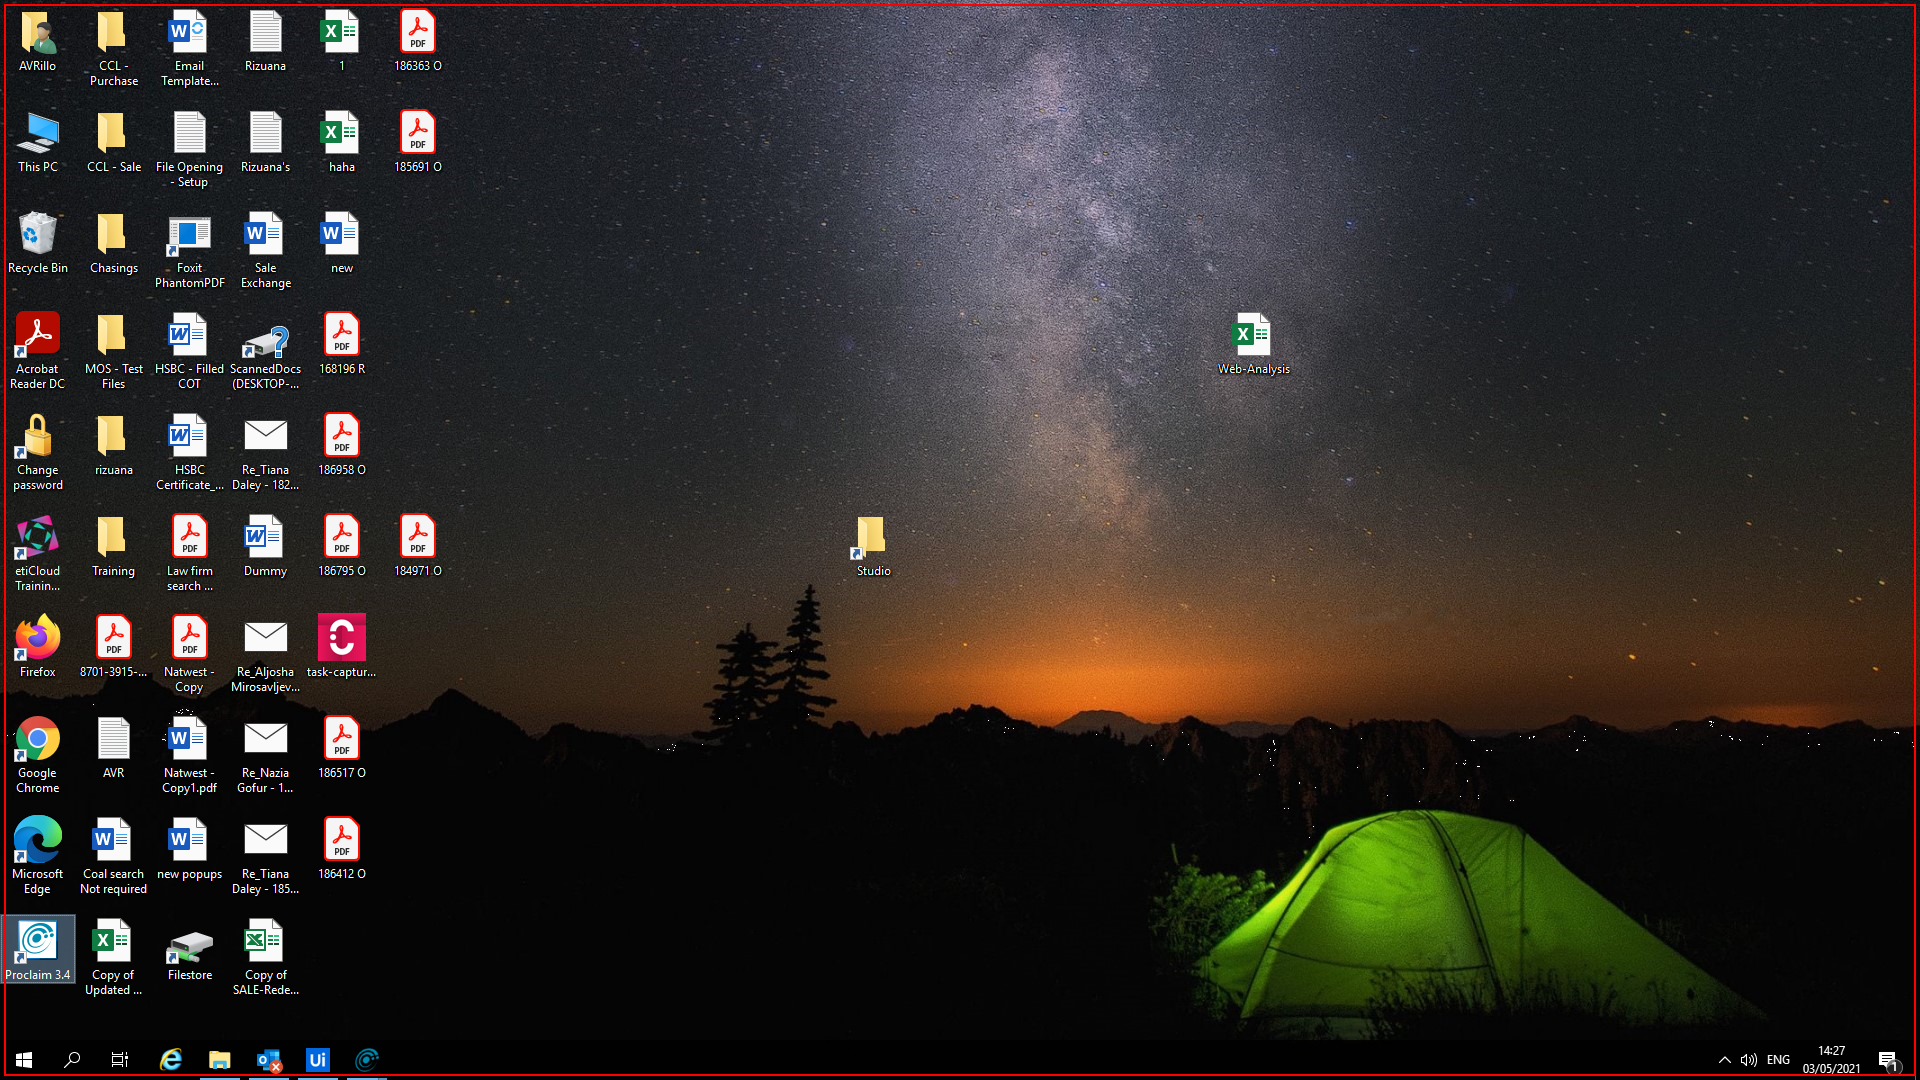 AVRillo
CCL -
Purchase
Email
Template...
Rizuana
1
186363 O
This PC
CCL - Sale
File Opening
- Setup
Rizuana's
haha
185691 O
Recycle Bin
Chasings
Foxit
PhantomPDF
Sale
Exchange
new
Acrobat
Reader DC
MOS - Test
Files
HSBC - Filled
COT
ScannedDocs
(DESKTOP-...
168196 R
Web-Analysis
Change
password
rizuana
HSBC
Certificate_...
Re_Tiana
Daley - 182...
186958 O
etiCloud
Trainin...
Training
Law firm
search ...
Dummy
186795 O
184971 O
Studio
Firefox
8701-3915-...
Natwest -
Copy
Re_Aljosha
Mirosavljev...
task-captur...
Google
Chrome
AVR
Natwest -
Copy1.pdf
Re_Nazia
Gofur - 1...
186517 O
Microsoft
Edge
Coal search
Not required
new popups
Re_Tiana
Daley - 185...
186412 O
Proclaim 3.4
Copy of
Updated ...
Filestore
Copy of
SALE-Rede...
Ui
ENG
14:27
03/05/2021
1